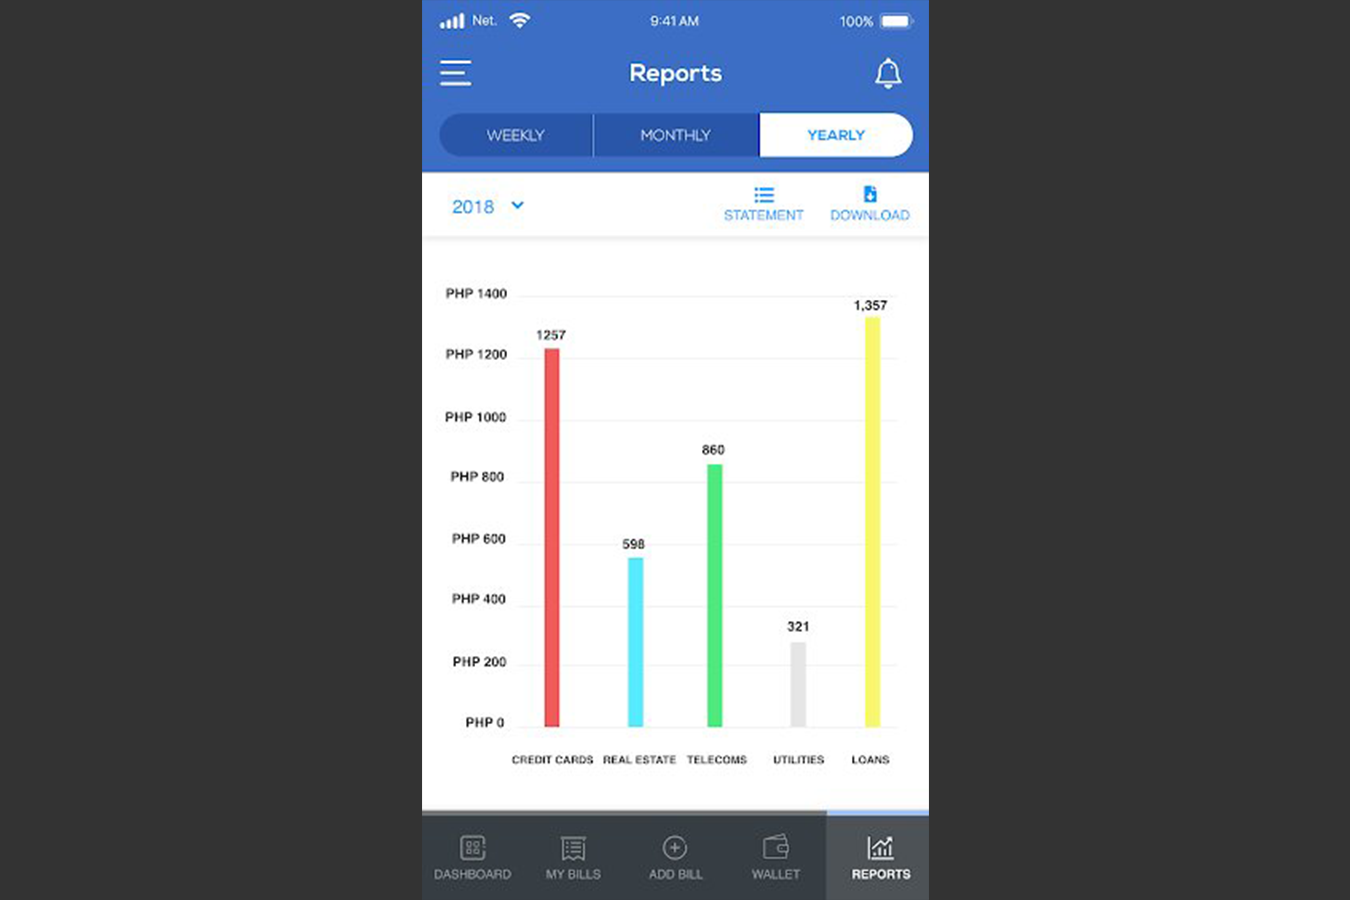 Net. 9:41 AM 100%
Reports
WEEKLY MONTHLY YEARLY
2018 STATEMENT DOWNLOAD
PHP 1400
1,357
1257
PHP 1200
PHP 1000
860
PHP 800
598
PHP 600
PHP 400
321
PHP 200
PHP 0
CREDIT CARDS REAL ESTATE TELECOMS UTILITIES LOANS
DASHBOARD MY BILLS ADD BILL WALLET REPORTS